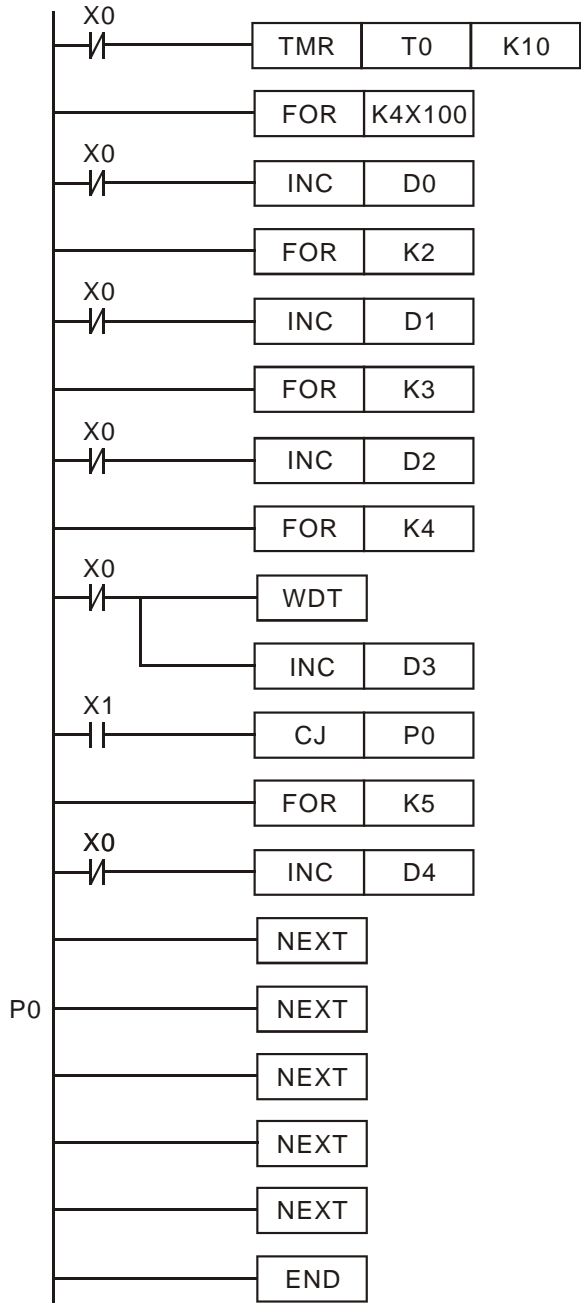 X0
TMR T0 K10
FOR K4X100
X0
INC D0
FOR K2
X0
INC D1
FOR K3
X0
INC D2
FOR K4
X0
WDT
INC D3
X1
CJ P0
FOR K5
X0
INC D4
NEXT
P0 NEXT
NEXT
NEXT
NEXT
END